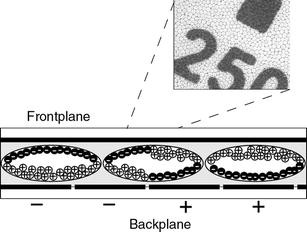 250
Frontplane
− − + +
Backplane